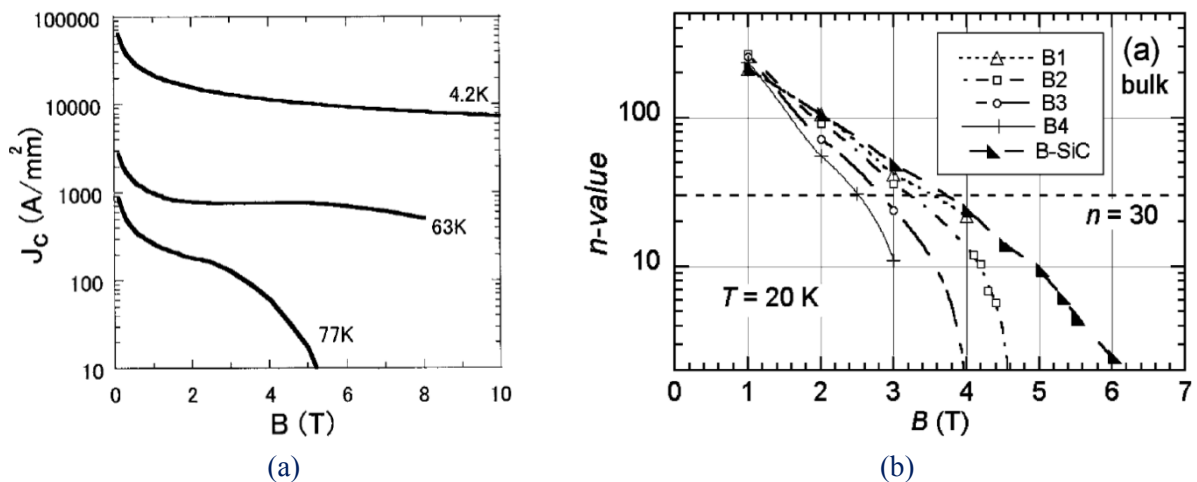 100000
10000
1000
100
10
J_C (A/mm²)
4.2K
63K
77K
0 2 4 6 8 10
B (T)
(a)
100
10
n-value
B1
B2
B3
B4
B-SiC
(a)
bulk
n = 30
T = 20 K
0 1 2 3 4 5 6 7
B (T)
(b)